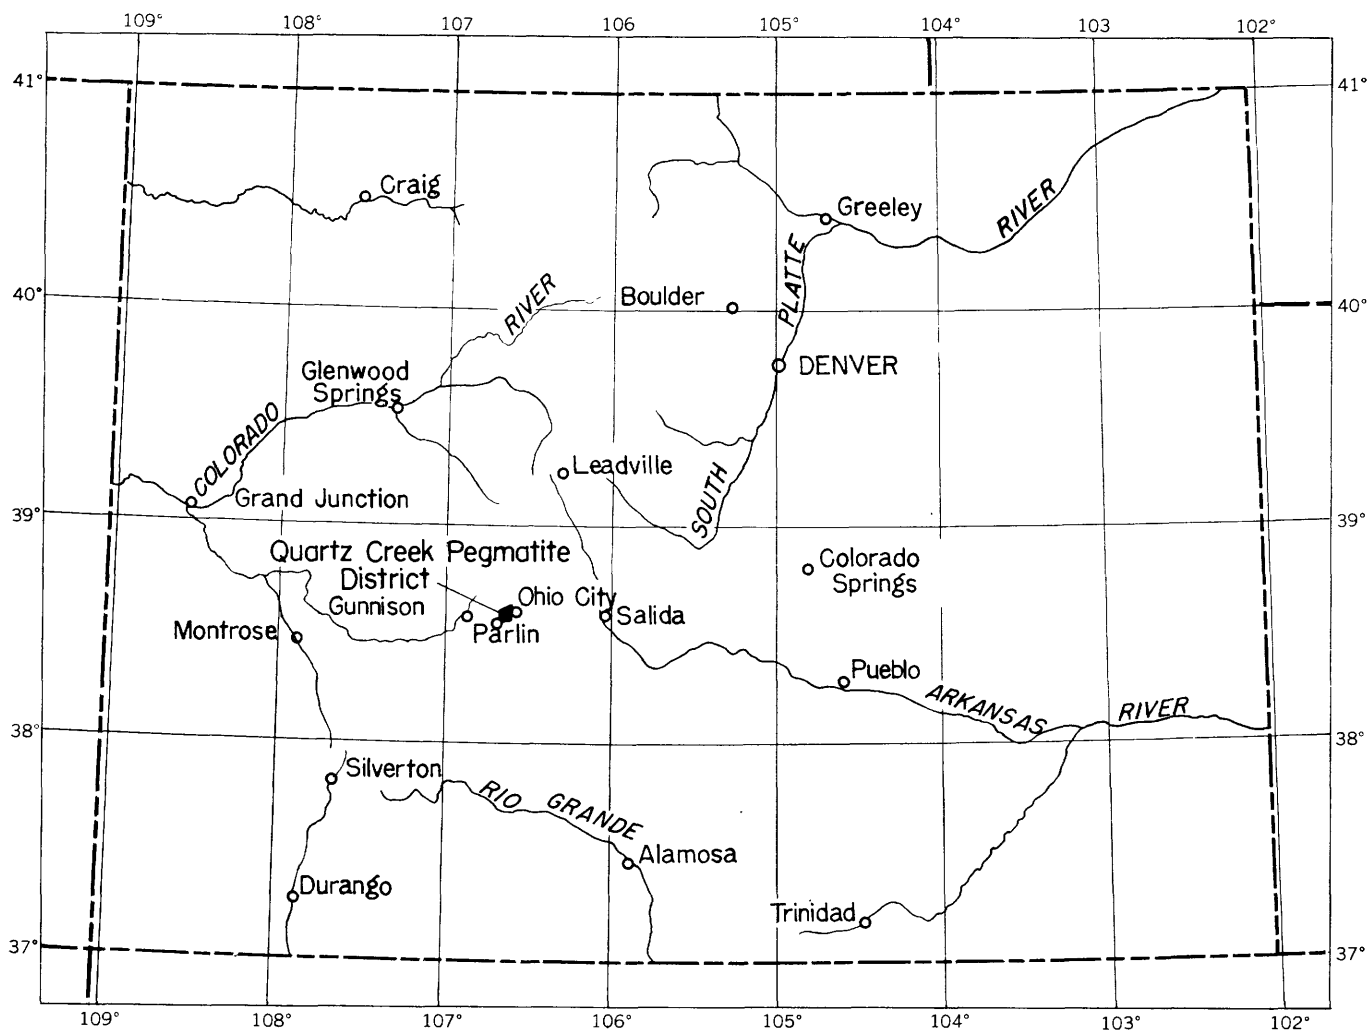 109° 108° 107 106 105° 104° 103 102°
41° 41°
Craig
Greeley
RIVER
PLATTE
40° RIVER Boulder 40°
Glenwood
Springs
DENVER
COLORADO
Leadville
SOUTH
Grand Junction
39° 39°
Quartz Creek Pegmatite
District
Colorado
Springs
Gunnison Ohio City
Salida
Montrose Parlin
Pueblo
ARKANSAS RIVER
38° 38°
Silverton
RIO GRANDE
Alamosa
Durango
Trinidad
37° 37°
109° 108° 107 106° 105° 104° 103° 102°